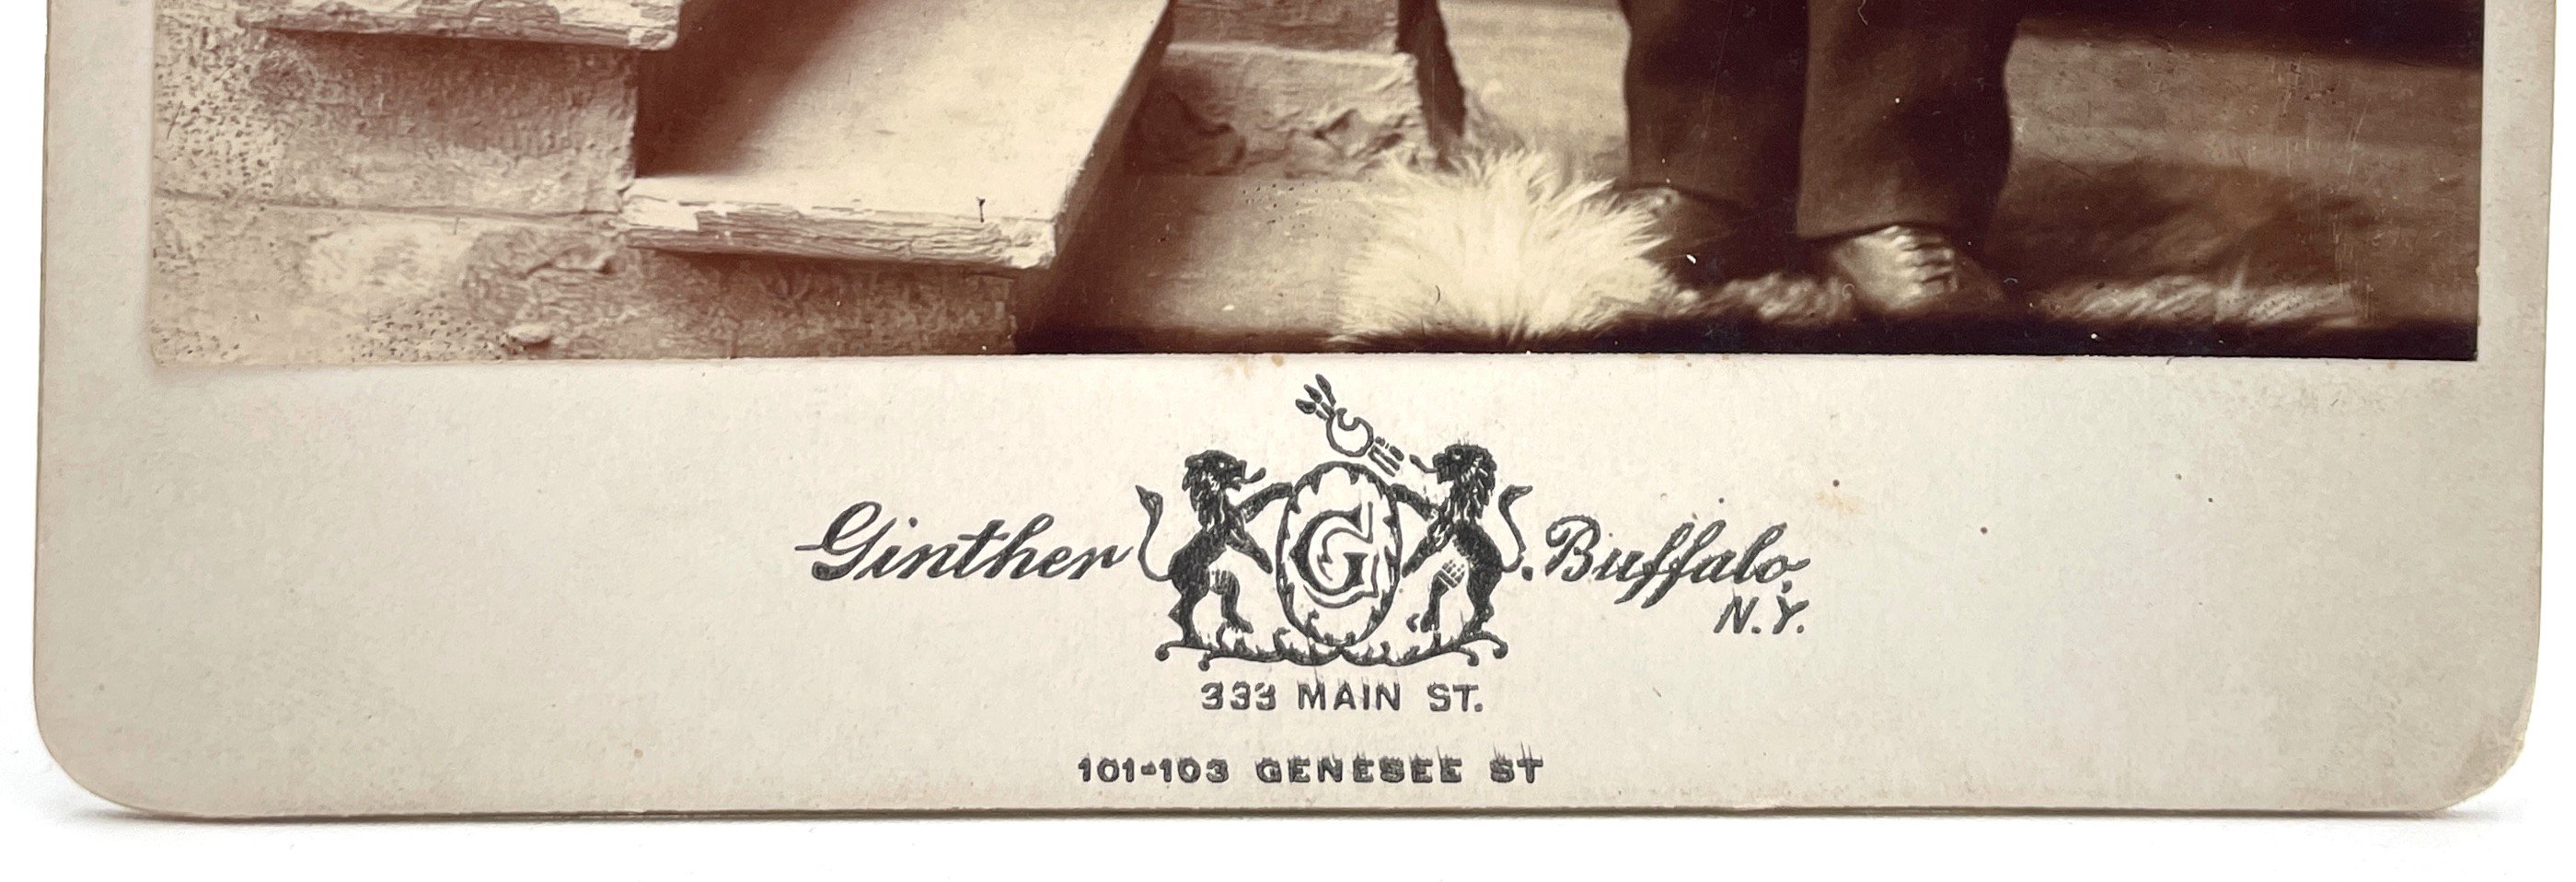 Ginther G Buffalo,
N.Y.
333 MAIN ST.
101-103 GENESEE ST